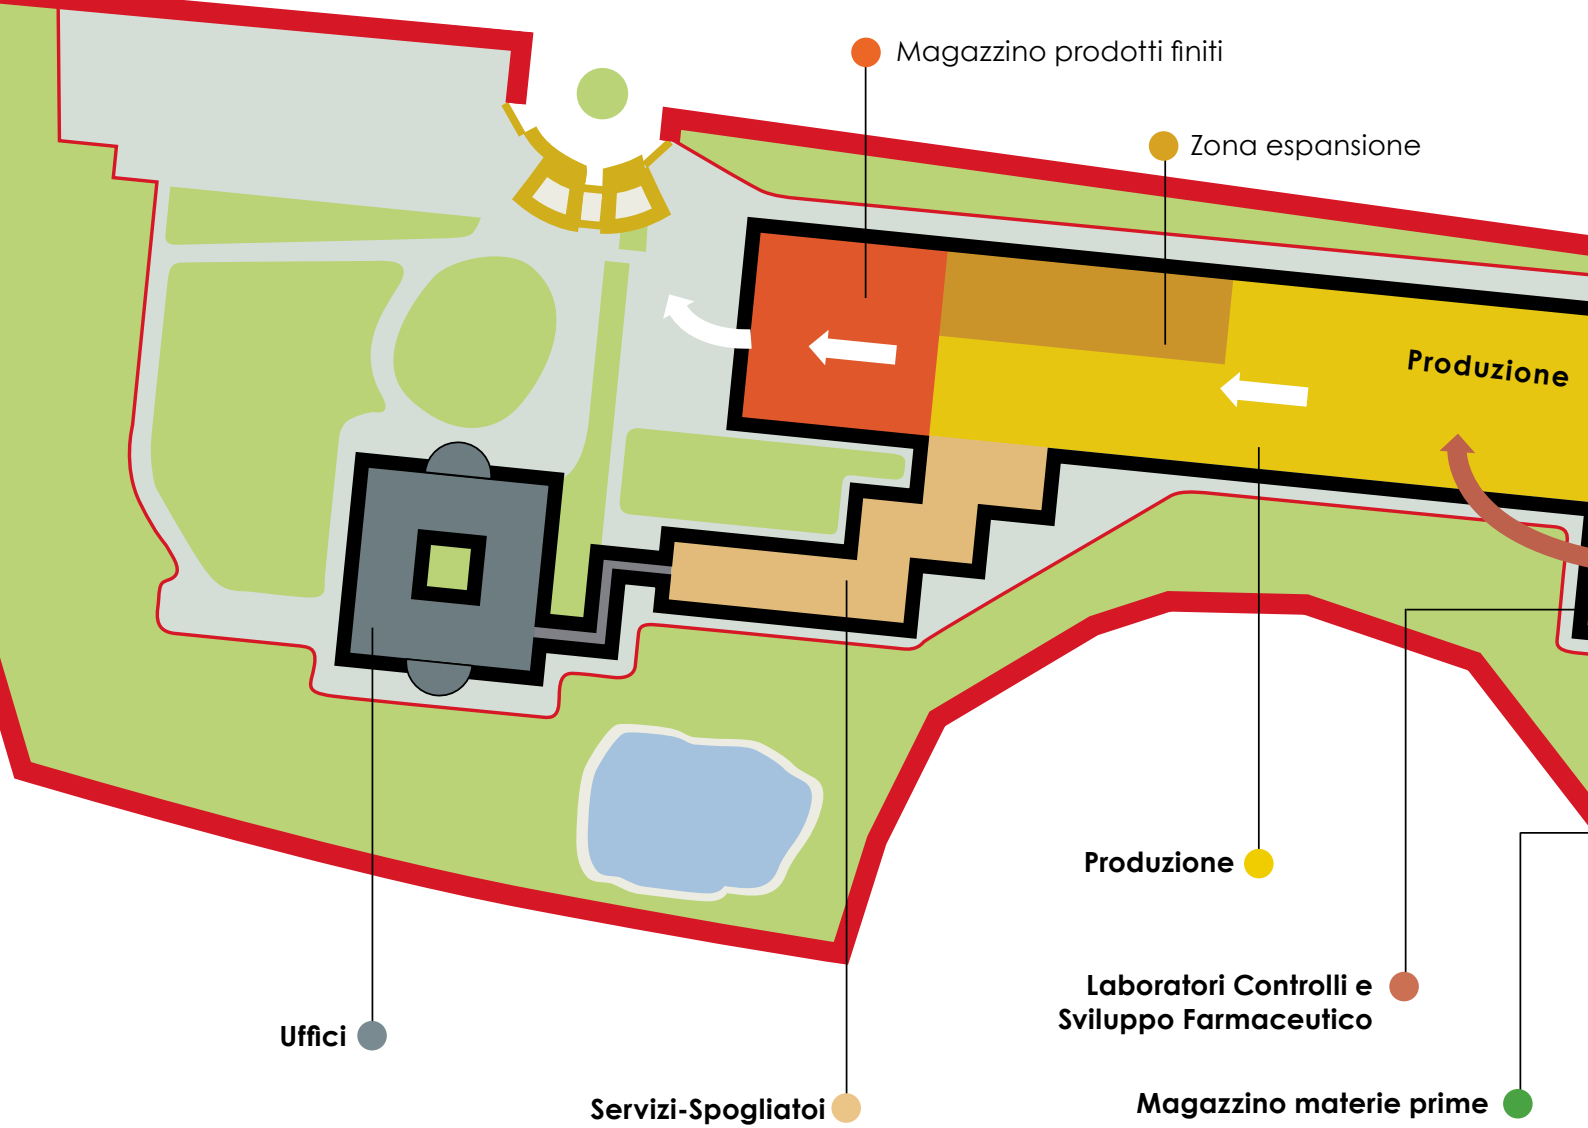 Magazzino prodotti finiti
Zona espansione
Produzione
Produzione
Laboratori Controlli e
Sviluppo Farmaceutico
Uffici
Servizi-Spogliatoi
Magazzino materie prime